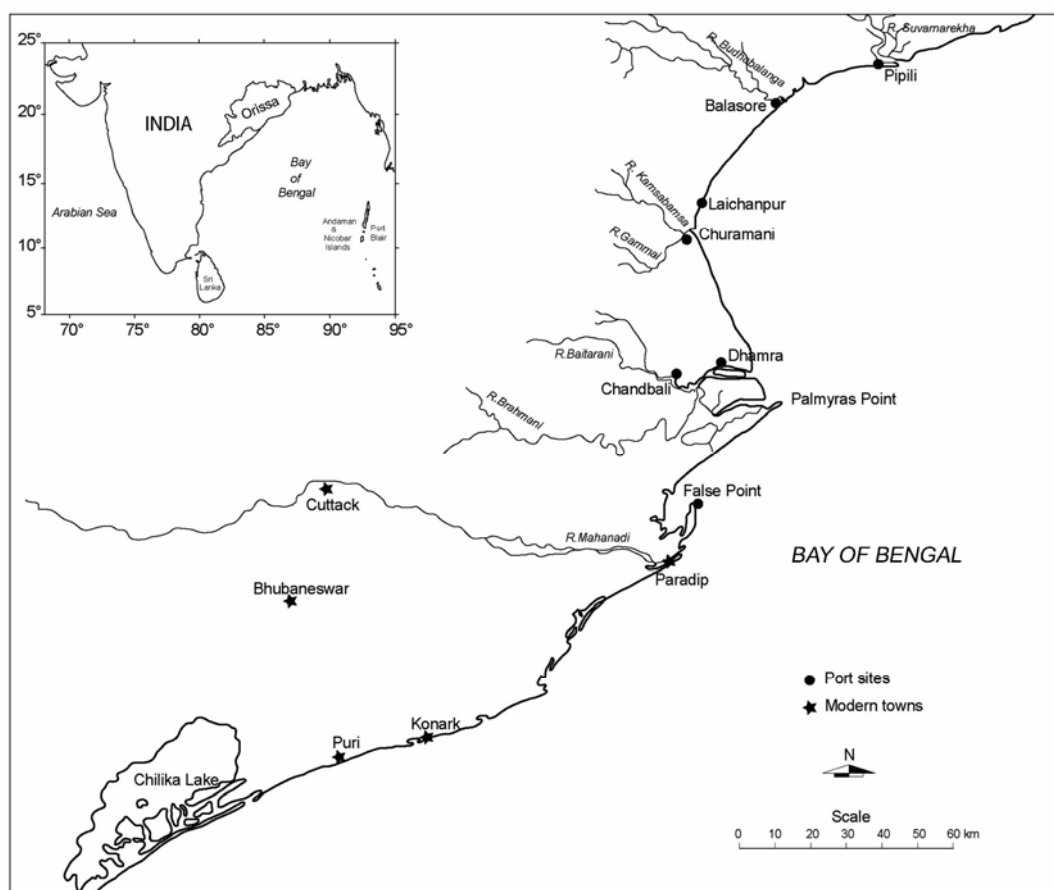 25°
20°
15°
10°
5°
70°
75°
80°
85°
90°
95°
INDIA
Orissa
Bay
of
Bengal
Arabian Sea
Andaman
&
Nicobar
Islands
Port
Blair
Sri
Lanka
R. Suvarnarekha
Pipili
R. Budhabalanga
Balasore
R. Kamsabamsa
Laichanpur
Churamani
R.Gammal
Dhamra
R.Baitarani
Chandbali
Palmyras Point
R.Brahmani
Cuttack
False Point
R.Mahanadi
BAY OF BENGAL
Paradip
Bhubaneswar
Port sites
Modern towns
Konark
Puri
Chilika Lake
N
Scale
0 10 20 30 40 50 60 km